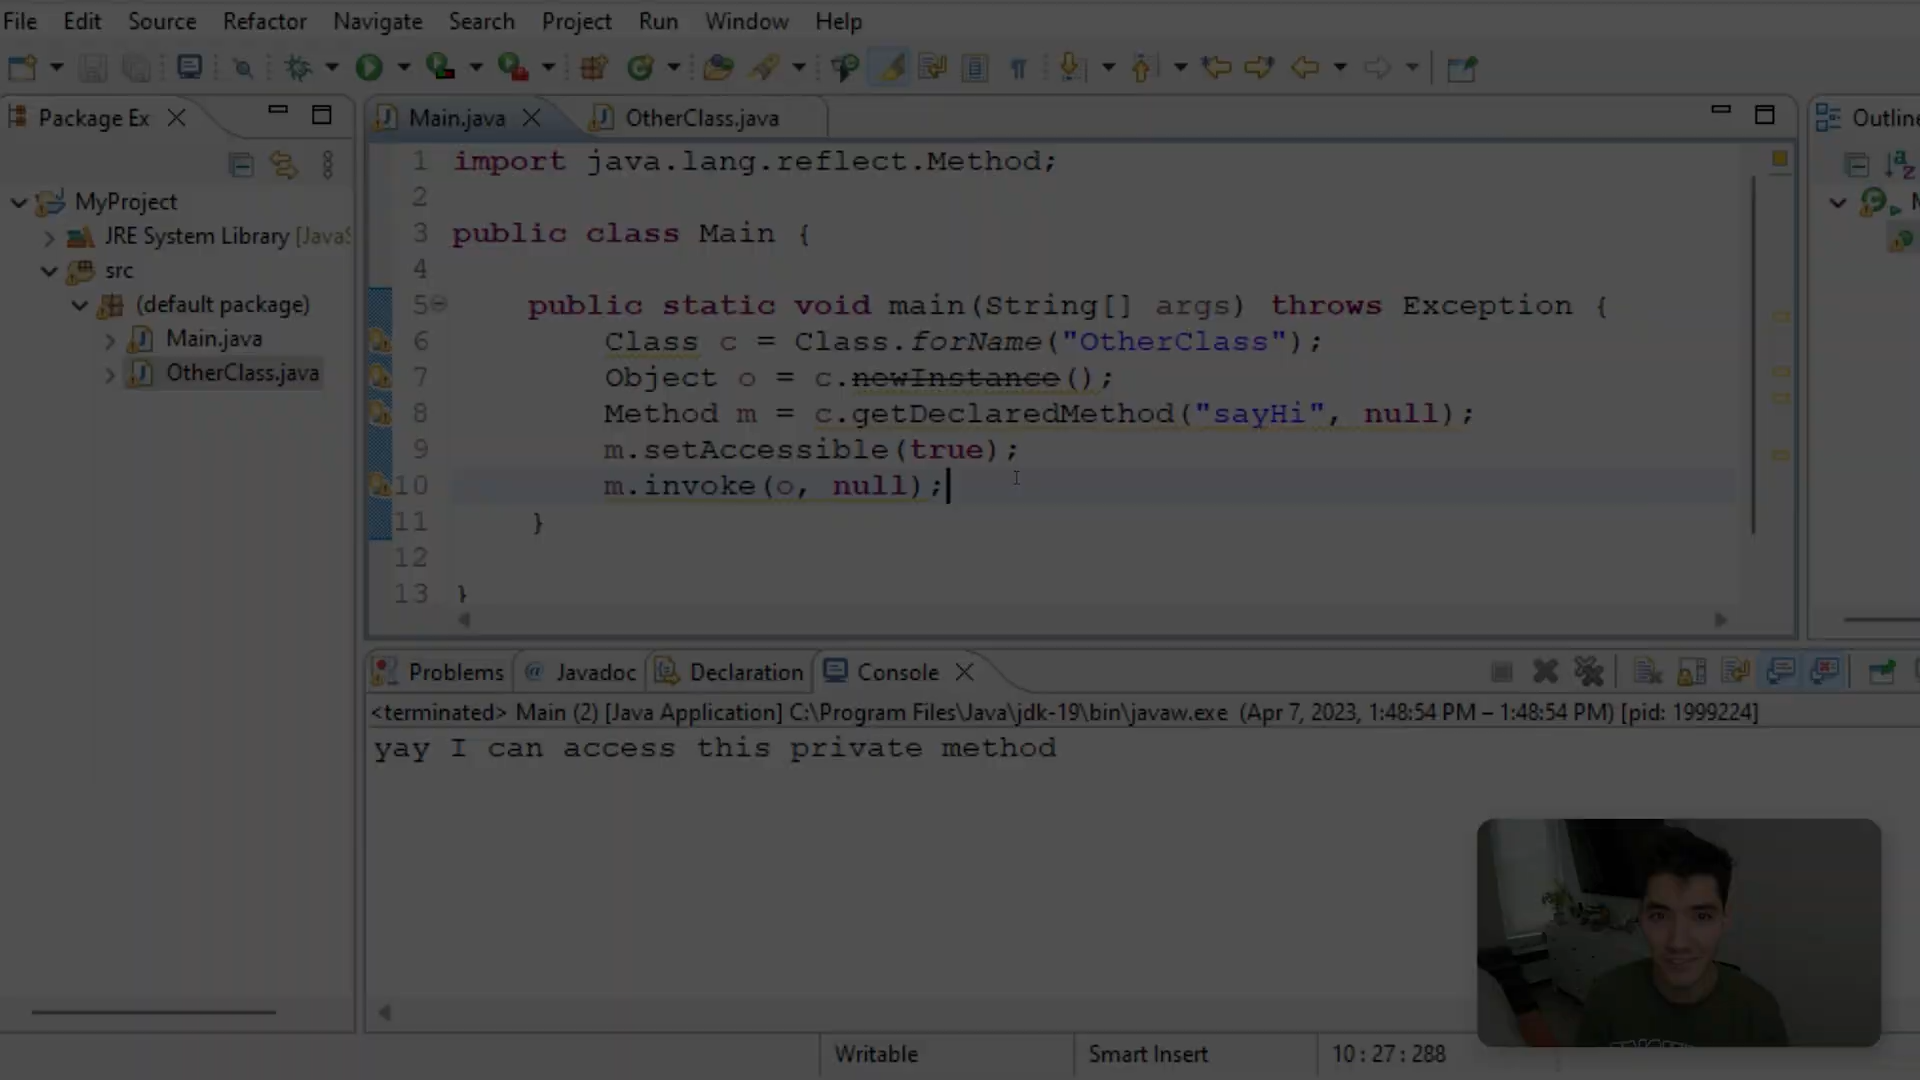 File Edit Source Refactor Navigate Search Project Run Window Help
Package Ex
Main.java
OtherClass.java
Outline
MyProject
JRE System Library [JavaS
src
(default package)
Main.java
OtherClass.java
1 import java.lang.reflect.Method;
2
3 public class Main {
4
5 public static void main(String[] args) throws Exception {
6 Class c = Class.forName("OtherClass");
7 Object o = c.newInstance();
8 Method m = c.getDeclaredMethod("sayHi", null);
9 m.setAccessible(true);
10 m.invoke(o, null);
11 }
12
13 }
Problems @ Javadoc Declaration Console
<terminated> Main (2) [Java Application] C:\Program Files\Java\jdk-19\bin\javaw.exe (Apr 7, 2023, 1:48:54 PM – 1:48:54 PM) [pid: 1999224]
yay I can access this private method
Writable
Smart Insert
10 : 27 : 288